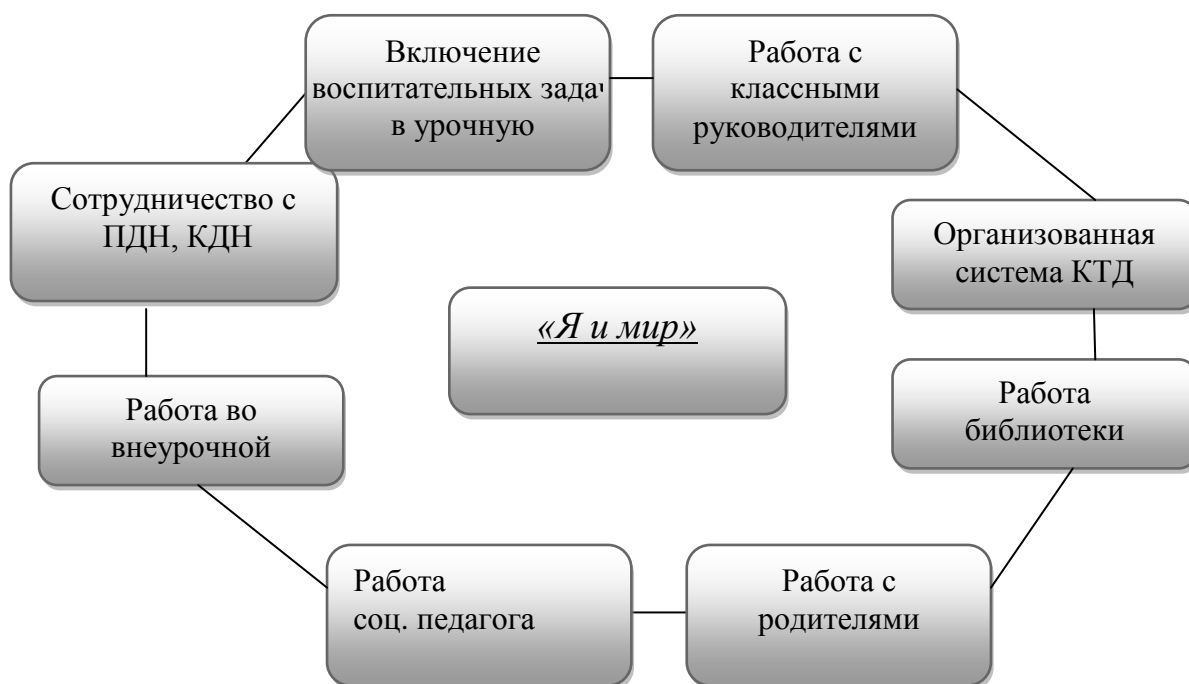 Включение
воспитательных задач
в урочную
Работа с
классными
руководителями
Сотрудничество с
ПДН, КДН
Организованная
система КТД
«Я и мир»
Работа во
внеурочной
Работа
библиотеки
Работа
соц. педагога
Работа с
родителями